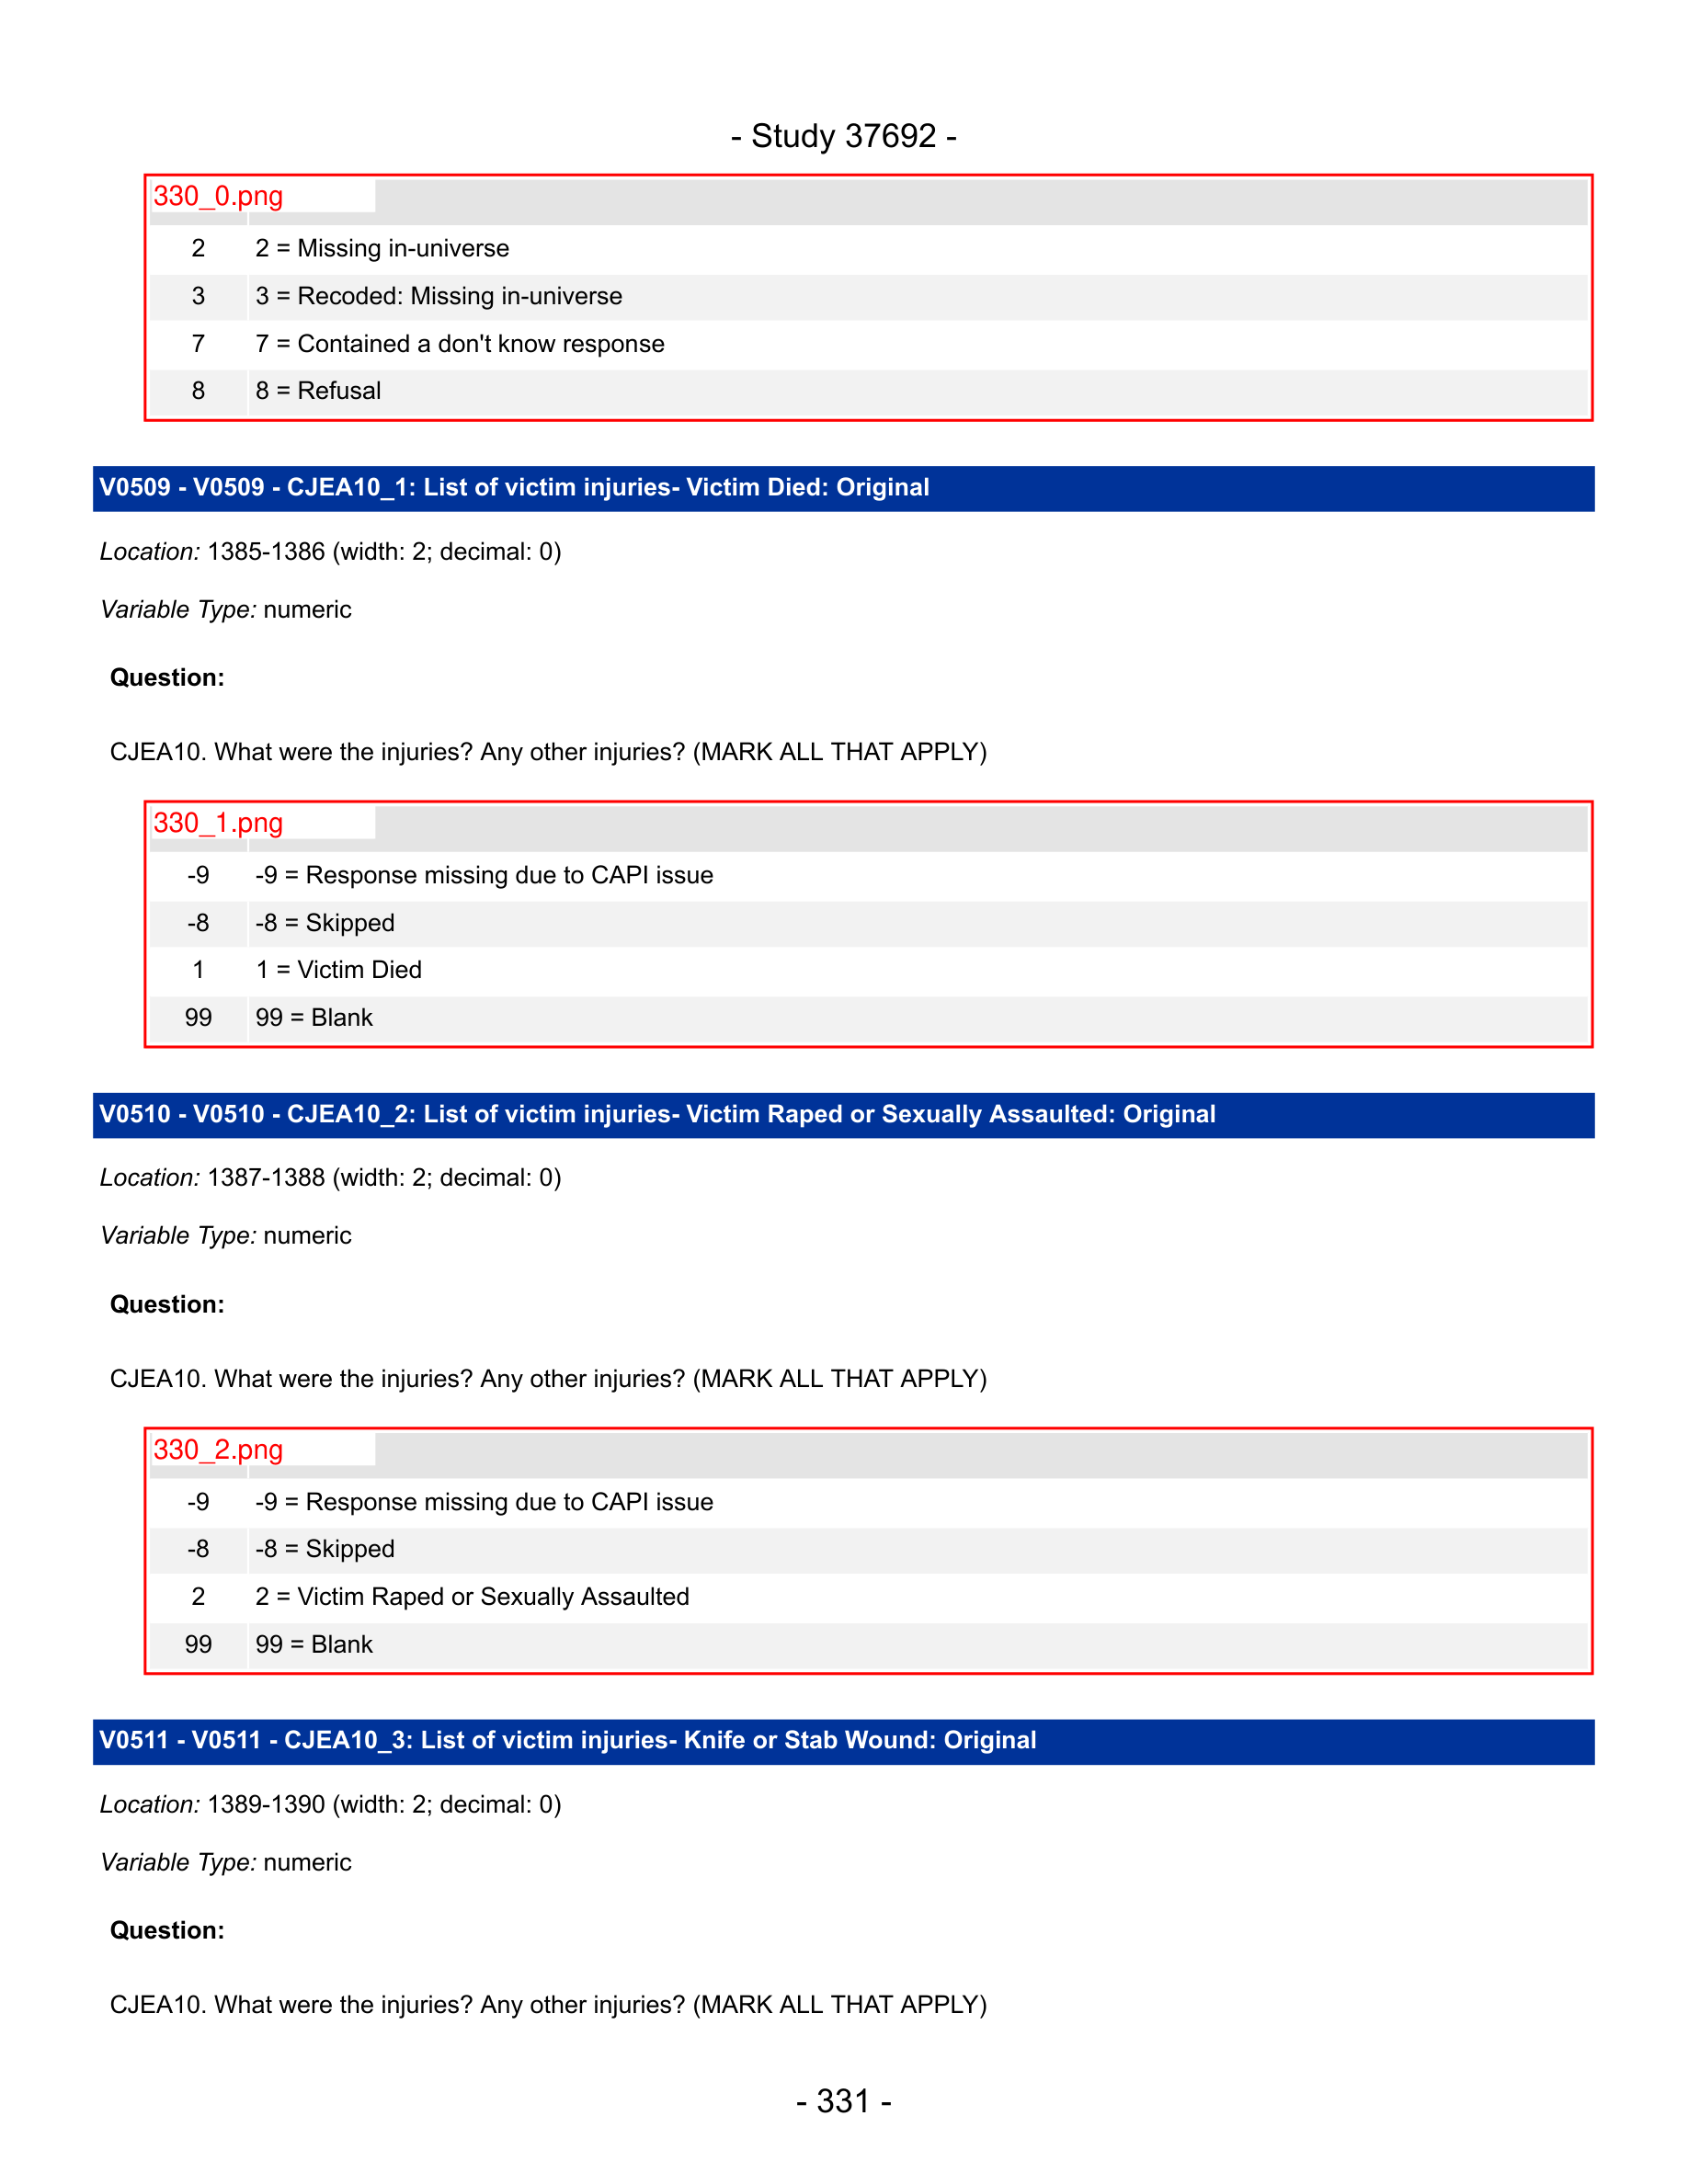 - Study 37692 -
330_0.png
2 2 = Missing in-universe
3 3 = Recoded: Missing in-universe
7 7 = Contained a don't know response
8 8 = Refusal
V0509 - V0509 - CJEA10_1: List of victim injuries- Victim Died: Original
Location: 1385-1386 (width: 2; decimal: 0)
Variable Type: numeric
Question:
CJEA10. What were the injuries? Any other injuries? (MARK ALL THAT APPLY)
330_1.png
-9 -9 = Response missing due to CAPI issue
-8 -8 = Skipped
1 1 = Victim Died
99 99 = Blank
V0510 - V0510 - CJEA10_2: List of victim injuries- Victim Raped or Sexually Assaulted: Original
Location: 1387-1388 (width: 2; decimal: 0)
Variable Type: numeric
Question:
CJEA10. What were the injuries? Any other injuries? (MARK ALL THAT APPLY)
330_2.png
-9 -9 = Response missing due to CAPI issue
-8 -8 = Skipped
2 2 = Victim Raped or Sexually Assaulted
99 99 = Blank
V0511 - V0511 - CJEA10_3: List of victim injuries- Knife or Stab Wound: Original
Location: 1389-1390 (width: 2; decimal: 0)
Variable Type: numeric
Question:
CJEA10. What were the injuries? Any other injuries? (MARK ALL THAT APPLY)
- 331 -